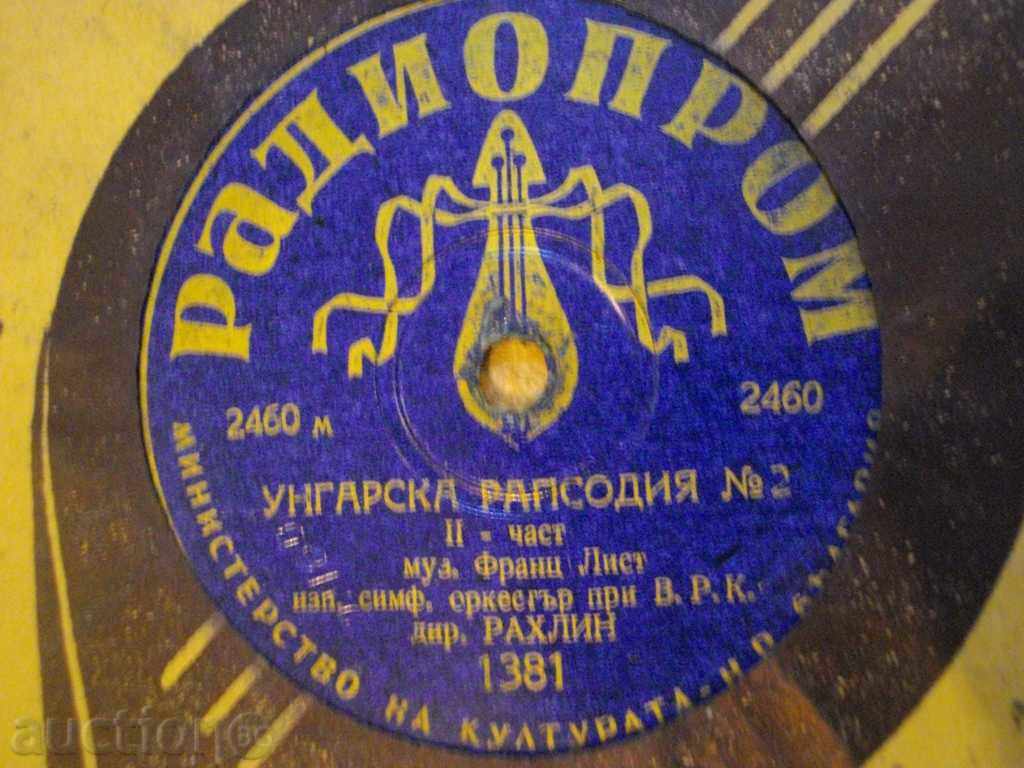 РАДИОПРОМ
2460 м
2460
УНГАРСКА РАПСОДИЯ №2
II - част
муз. Франц Лист
изп. симф. оркестър при В. Р. К.
дир. РАХЛИН
1381
МИНИСТЕРСТВО НА КУЛТУРАТА - Н. Р. БЪЛГАРИЯ
auction